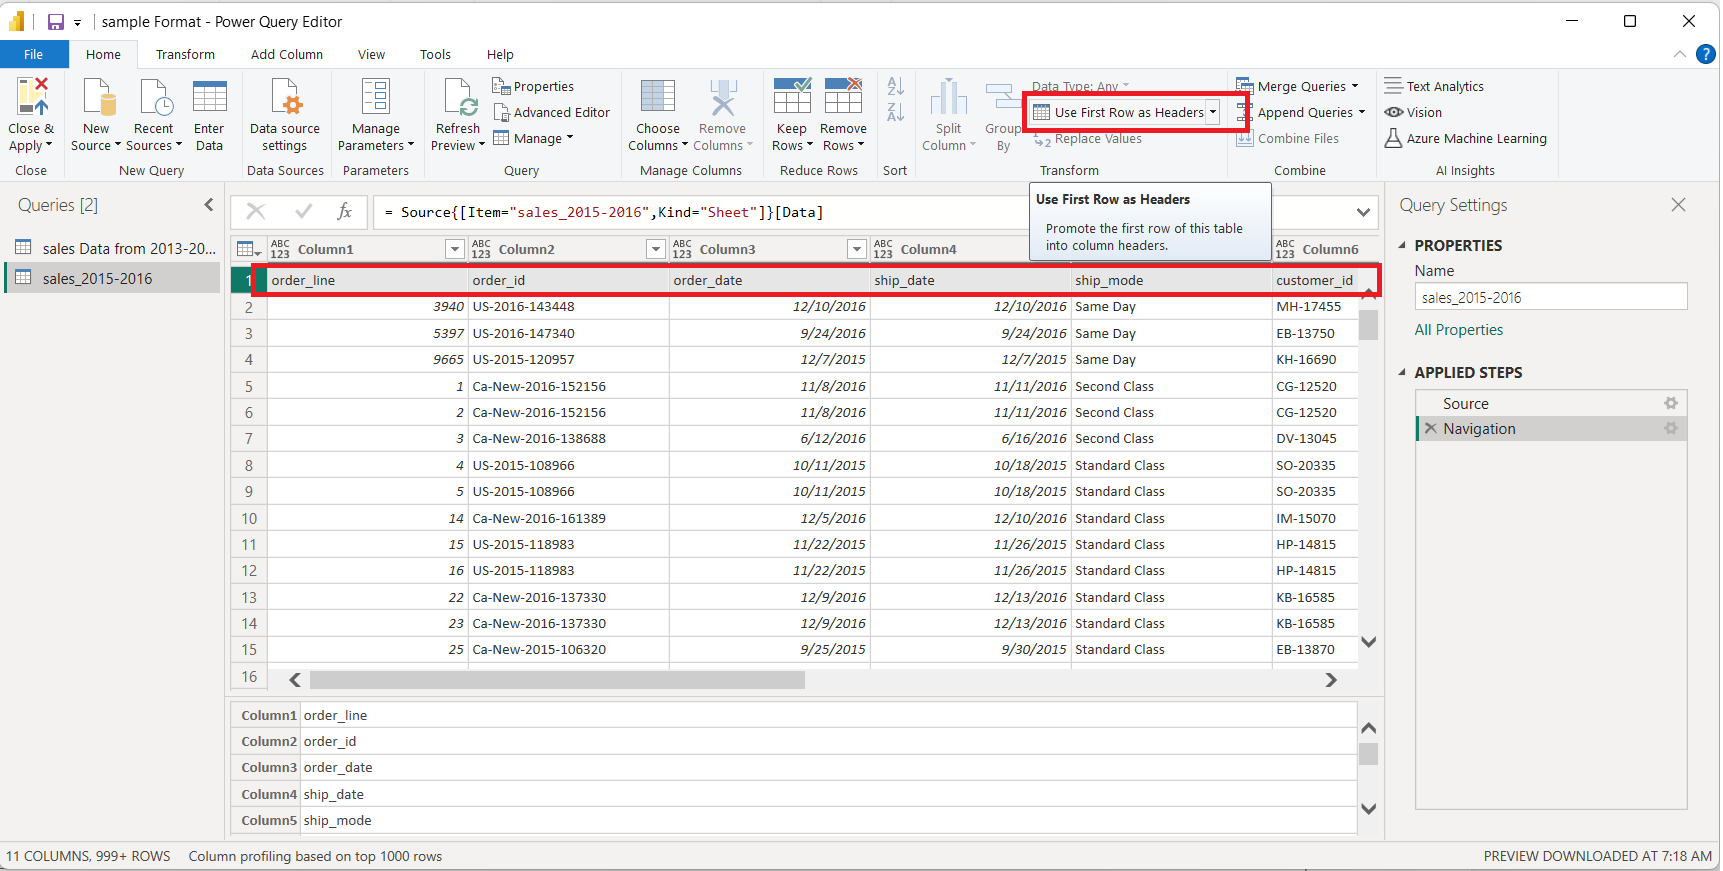 sample Format - Power Query Editor
File Home Transform Add Column View Tools Help
Close & Apply
New Source Recent Sources Enter Data
Data source settings
Manage Parameters
Refresh Preview
Properties
Advanced Editor
Manage
Choose Columns Remove Columns
Keep Rows Remove Rows
Split Column Group By
Data Type: Any
Use First Row as Headers
Replace Values
Merge Queries
Append Queries
Combine Files
Text Analytics
Vision
Azure Machine Learning
Close New Query Data Sources Parameters Query Manage Columns Reduce Rows Sort Transform Combine AI Insights
Queries [2]
sales Data from 2013-20...
sales_2015-2016
fx = Source{[Item="sales_2015-2016",Kind="Sheet"]}[Data]
Use First Row as Headers
Promote the first row of this table
into column headers.
ABC 123 Column1 ABC 123 Column2 ABC 123 Column3 ABC 123 Column4 ABC 123 Column6
1 order_line order_id order_date ship_date ship_mode customer_id
2 3940 US-2016-143448 12/10/2016 12/10/2016 Same Day MH-17455
3 5397 US-2016-147340 9/24/2016 9/24/2016 Same Day EB-13750
4 9665 US-2015-120957 12/7/2015 12/7/2015 Same Day KH-16690
5 1 Ca-New-2016-152156 11/8/2016 11/11/2016 Second Class CG-12520
6 2 Ca-New-2016-152156 11/8/2016 11/11/2016 Second Class CG-12520
7 3 Ca-New-2016-138688 6/12/2016 6/16/2016 Second Class DV-13045
8 4 US-2015-108966 10/11/2015 10/18/2015 Standard Class SO-20335
9 5 US-2015-108966 10/11/2015 10/18/2015 Standard Class SO-20335
10 14 Ca-New-2016-161389 12/5/2016 12/10/2016 Standard Class IM-15070
11 15 US-2015-118983 11/22/2015 11/26/2015 Standard Class HP-14815
12 16 US-2015-118983 11/22/2015 11/26/2015 Standard Class HP-14815
13 22 Ca-New-2016-137330 12/9/2016 12/13/2016 Standard Class KB-16585
14 23 Ca-New-2016-137330 12/9/2016 12/13/2016 Standard Class KB-16585
15 25 Ca-New-2015-106320 9/25/2015 9/30/2015 Standard Class EB-13870
16
Column1 order_line
Column2 order_id
Column3 order_date
Column4 ship_date
Column5 ship_mode
Query Settings
PROPERTIES
Name
sales_2015-2016
All Properties
APPLIED STEPS
Source
Navigation
11 COLUMNS, 999+ ROWS Column profiling based on top 1000 rows PREVIEW DOWNLOADED AT 7:18 AM